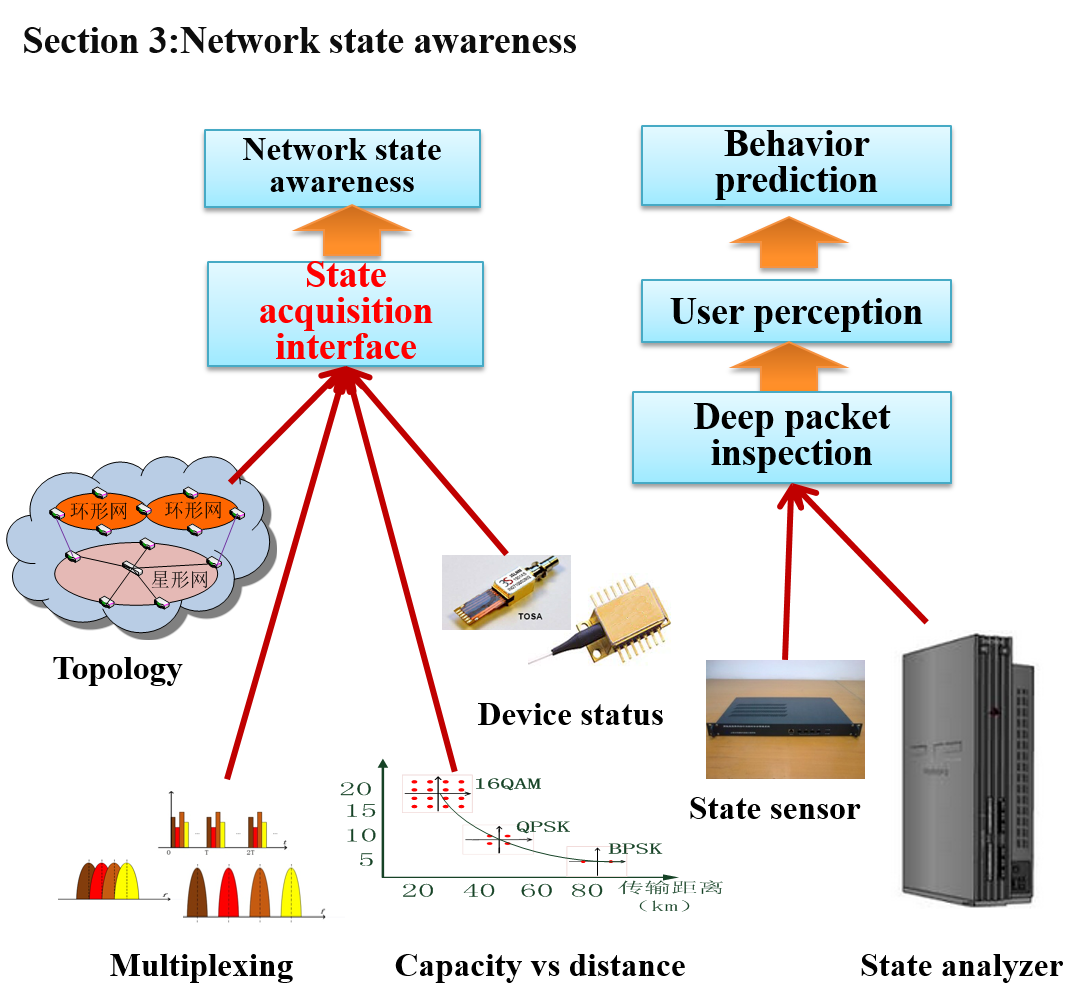 Section 3:Network state awareness
Network state
awareness
Behavior
prediction
State
acquisition
interface
User perception
Deep packet
inspection
环形网
环形网
星形网
Topology
TOSA
Device status
State sensor
0
T
2T
t
f
f
Multiplexing
20
15
10
5
16QAM
QPSK
BPSK
20
40
60
80
传输距离
(km)
Capacity vs distance
State analyzer